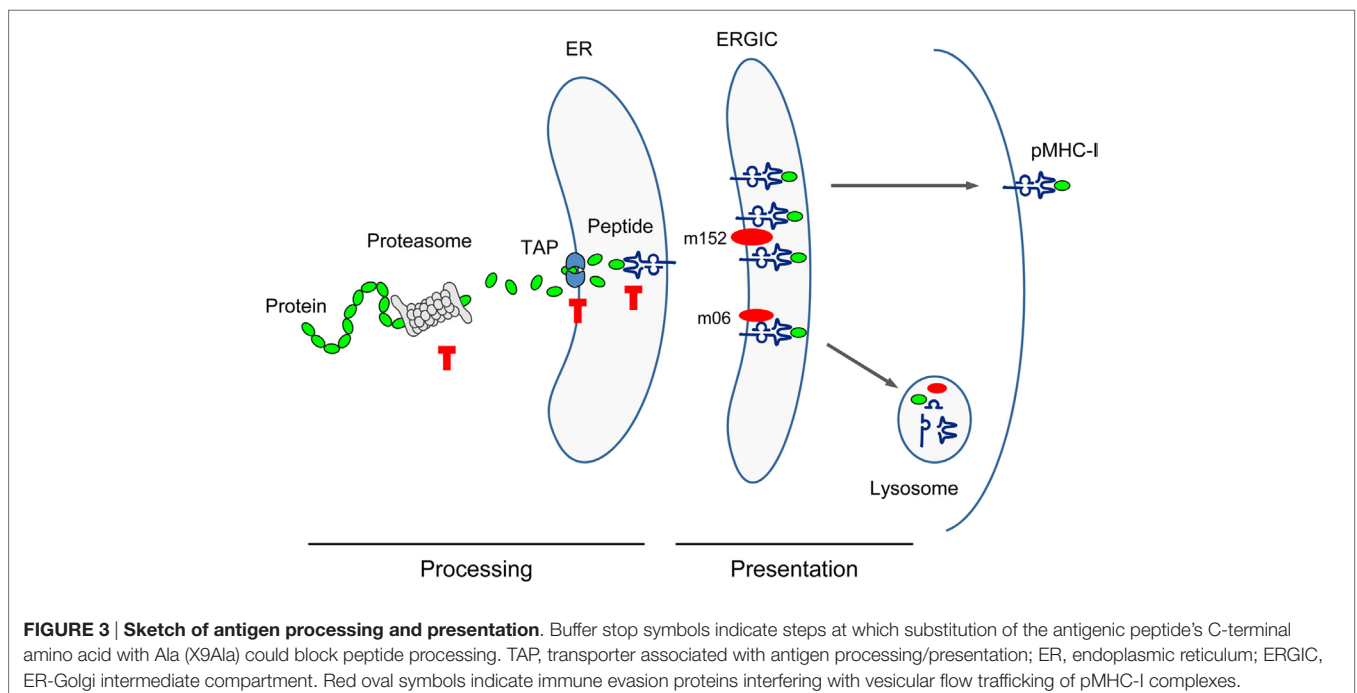 ER
ERGIC
pMHC-I
Peptide
m152
TAP
Proteasome
Protein
m06
Lysosome
Processing
Presentation
FIGURE 3 | Sketch of antigen processing and presentation. Buffer stop symbols indicate steps at which substitution of the antigenic peptide's C-terminal
amino acid with Ala (X9Ala) could block peptide processing. TAP, transporter associated with antigen processing/presentation; ER, endoplasmic reticulum; ERGIC,
ER-Golgi intermediate compartment. Red oval symbols indicate immune evasion proteins interfering with vesicular flow trafficking of pMHC-I complexes.